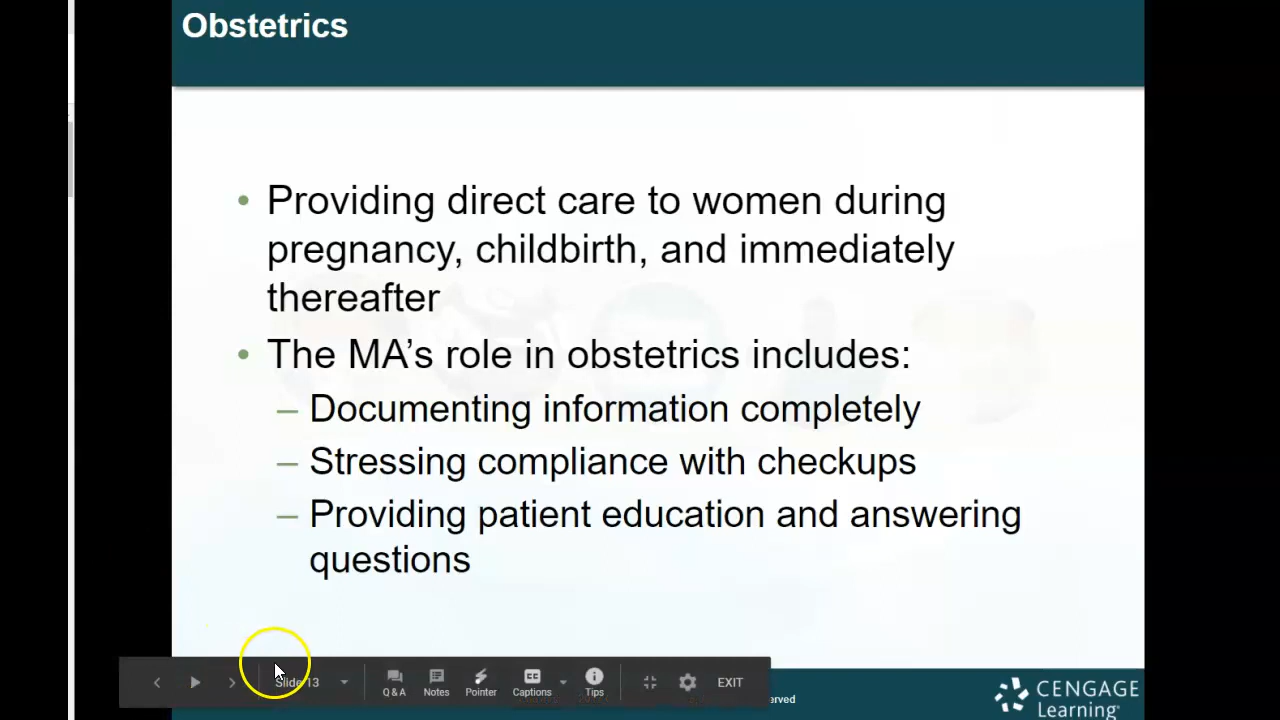 Obstetrics
• Providing direct care to women during
pregnancy, childbirth, and immediately
thereafter
• The MA's role in obstetrics includes:
– Documenting information completely
– Stressing compliance with checkups
– Providing patient education and answering
questions
Slide 13
Q & A
Notes
Pointer
Captions
Tips
EXIT
erved
CENGAGE
Learning